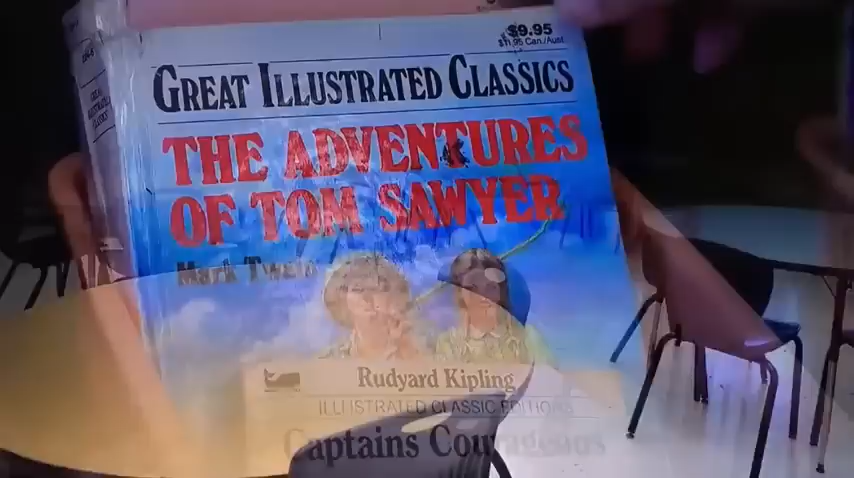 $9.95
$11.95 Can./Aust.
GREAT ILLUSTRATED CLASSICS
THE ADVENTURES
OF TOM SAWYER
Mark Twain
Rudyard Kipling
ILLUSTRATED CLASSIC EDITIONS
Captains Courageous